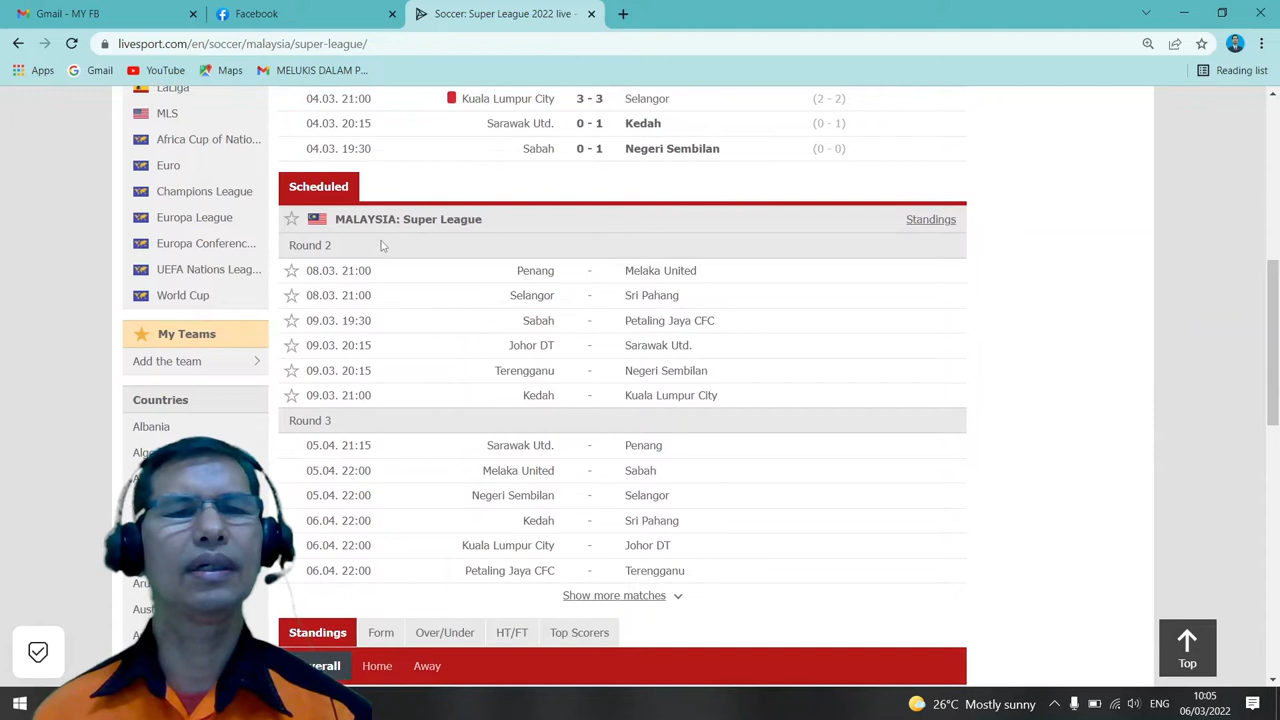 Gmail - MY FB
Facebook
Soccer: Super League 2022 live -
livesport.com/en/soccer/malaysia/super-league/
Apps
Gmail
YouTube
Maps
MELUKIS DALAM P...
Reading list
LaLiga
MLS
Africa Cup of Natio...
Euro
Champions League
Europa League
Europa Conferenc...
UEFA Nations Leag...
World Cup
My Teams
Add the team
Countries
Albania
04.03. 21:00 Kuala Lumpur City 3 - 3 Selangor (2 - 2)
04.03. 20:15 Sarawak Utd. 0 - 1 Kedah (0 - 1)
04.03. 19:30 Sabah 0 - 1 Negeri Sembilan (0 - 0)
Scheduled
MALAYSIA: Super League Standings
Round 2
08.03. 21:00 Penang - Melaka United
08.03. 21:00 Selangor - Sri Pahang
09.03. 19:30 Sabah - Petaling Jaya CFC
09.03. 20:15 Johor DT - Sarawak Utd.
09.03. 20:15 Terengganu - Negeri Sembilan
09.03. 21:00 Kedah - Kuala Lumpur City
Round 3
05.04. 21:15 Sarawak Utd. - Penang
05.04. 22:00 Melaka United - Sabah
05.04. 22:00 Negeri Sembilan - Selangor
06.04. 22:00 Kedah - Sri Pahang
06.04. 22:00 Kuala Lumpur City - Johor DT
06.04. 22:00 Petaling Jaya CFC - Terengganu
Show more matches
Standings Form Over/Under HT/FT Top Scorers
Home Away
Top
26°C Mostly sunny
ENG
10:05
06/03/2022